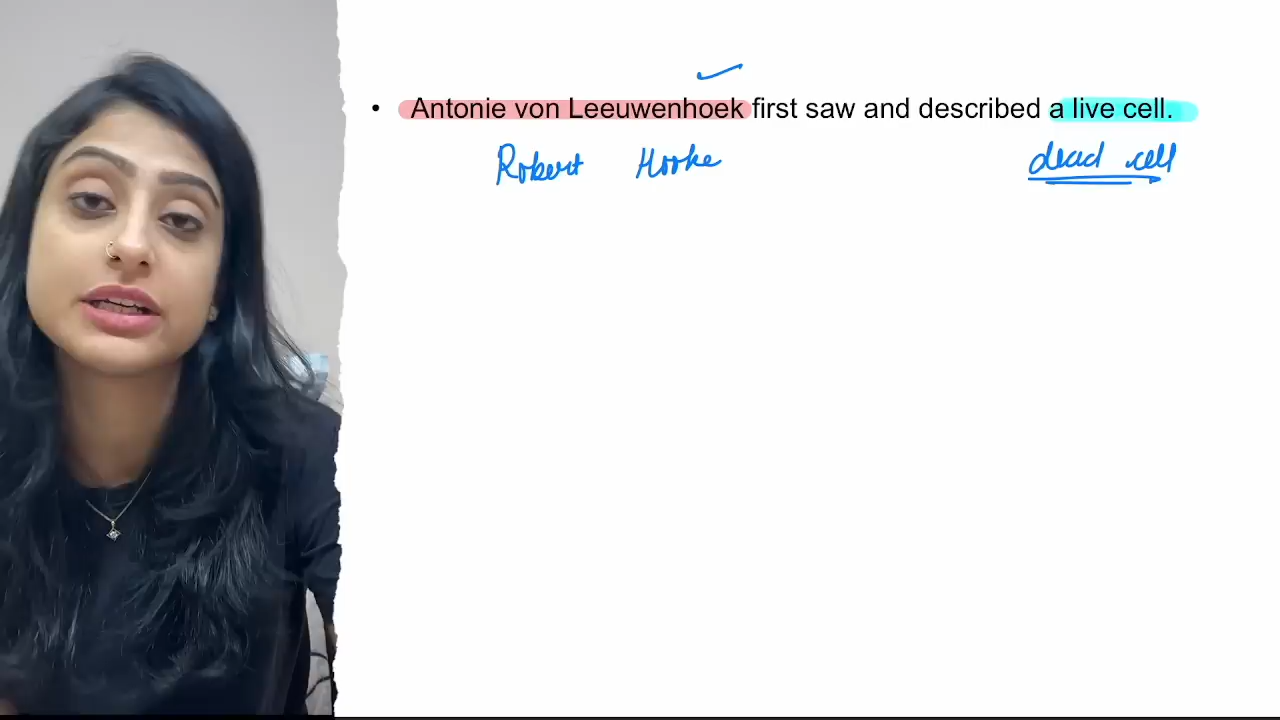 • Antonie von Leeuwenhoek first saw and described a live cell.
Robert Hooke dead cell